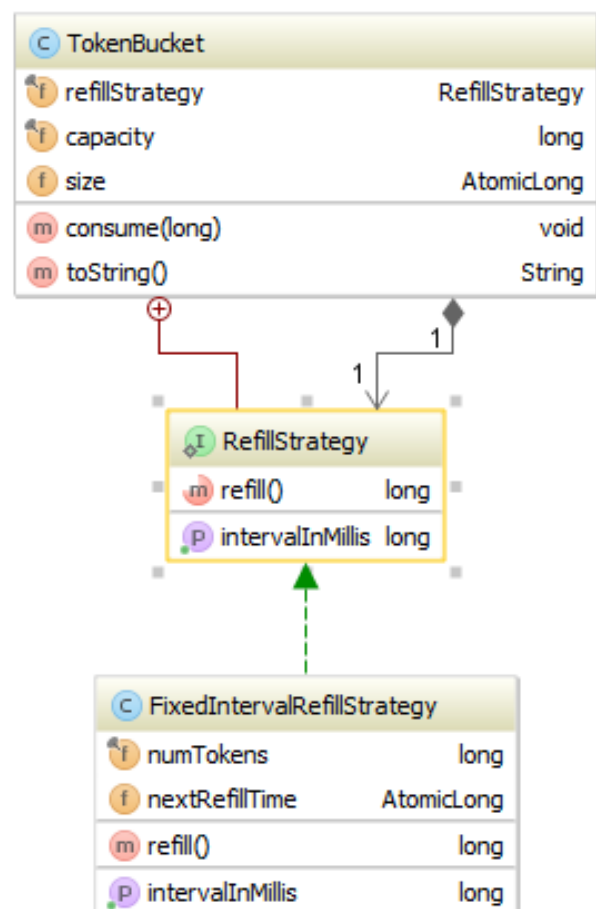 C TokenBucket
f refillStrategy RefillStrategy
f capacity long
f size AtomicLong
m consume(long) void
m toString() String
1
1
I RefillStrategy
m refill() long
P intervalInMillis long
C FixedIntervalRefillStrategy
f numTokens long
f nextRefillTime AtomicLong
m refill() long
P intervalInMillis long